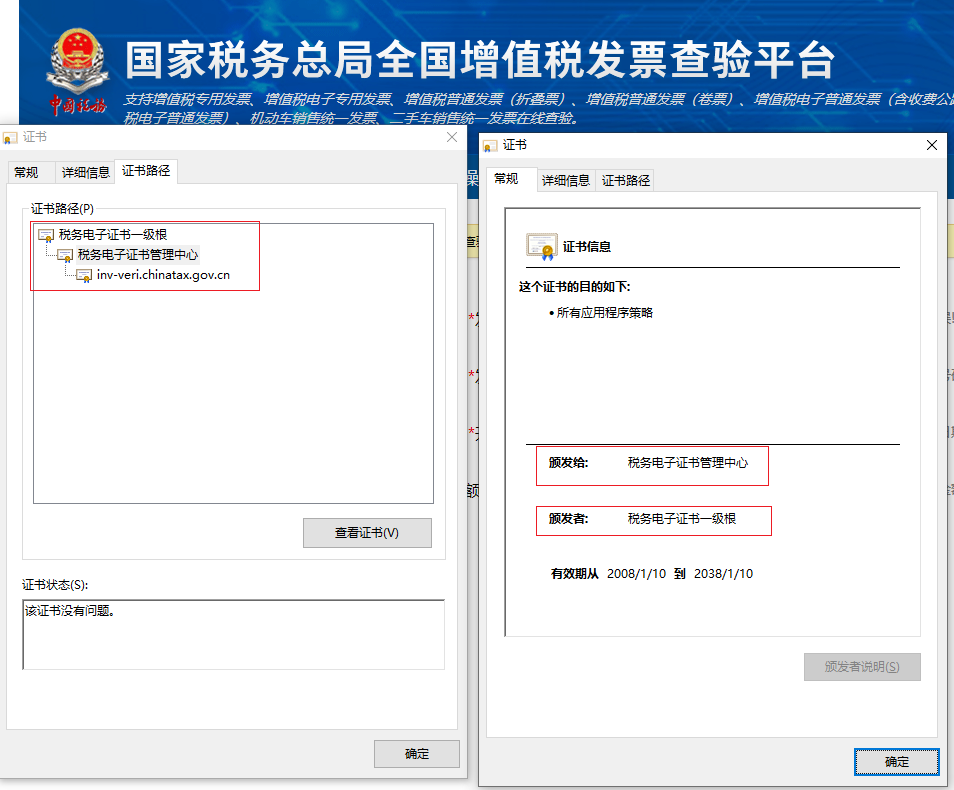 国家税务总局全国增值税发票查验平台
中国税务
支持增值税专用发票、增值税电子专用发票、增值税普通发票（折叠票）、增值税普通发票（卷票）、增值税电子普通发票（含收费公
税电子普通发票）、机动车销售统一发票、二手车销售统一发票在线查验。
证书
常规
详细信息
证书路径
证书路径(P)
税务电子证书一级根
税务电子证书管理中心
inv-veri.chinatax.gov.cn
查看证书(V)
证书状态(S):
该证书没有问题。
确定
证书
常规
详细信息
证书路径
证书信息
这个证书的目的如下:
•所有应用程序策略
颁发给: 税务电子证书管理中心
颁发者: 税务电子证书一级根
有效期从 2008/1/10 到 2038/1/10
颁发者说明(S)
确定
额